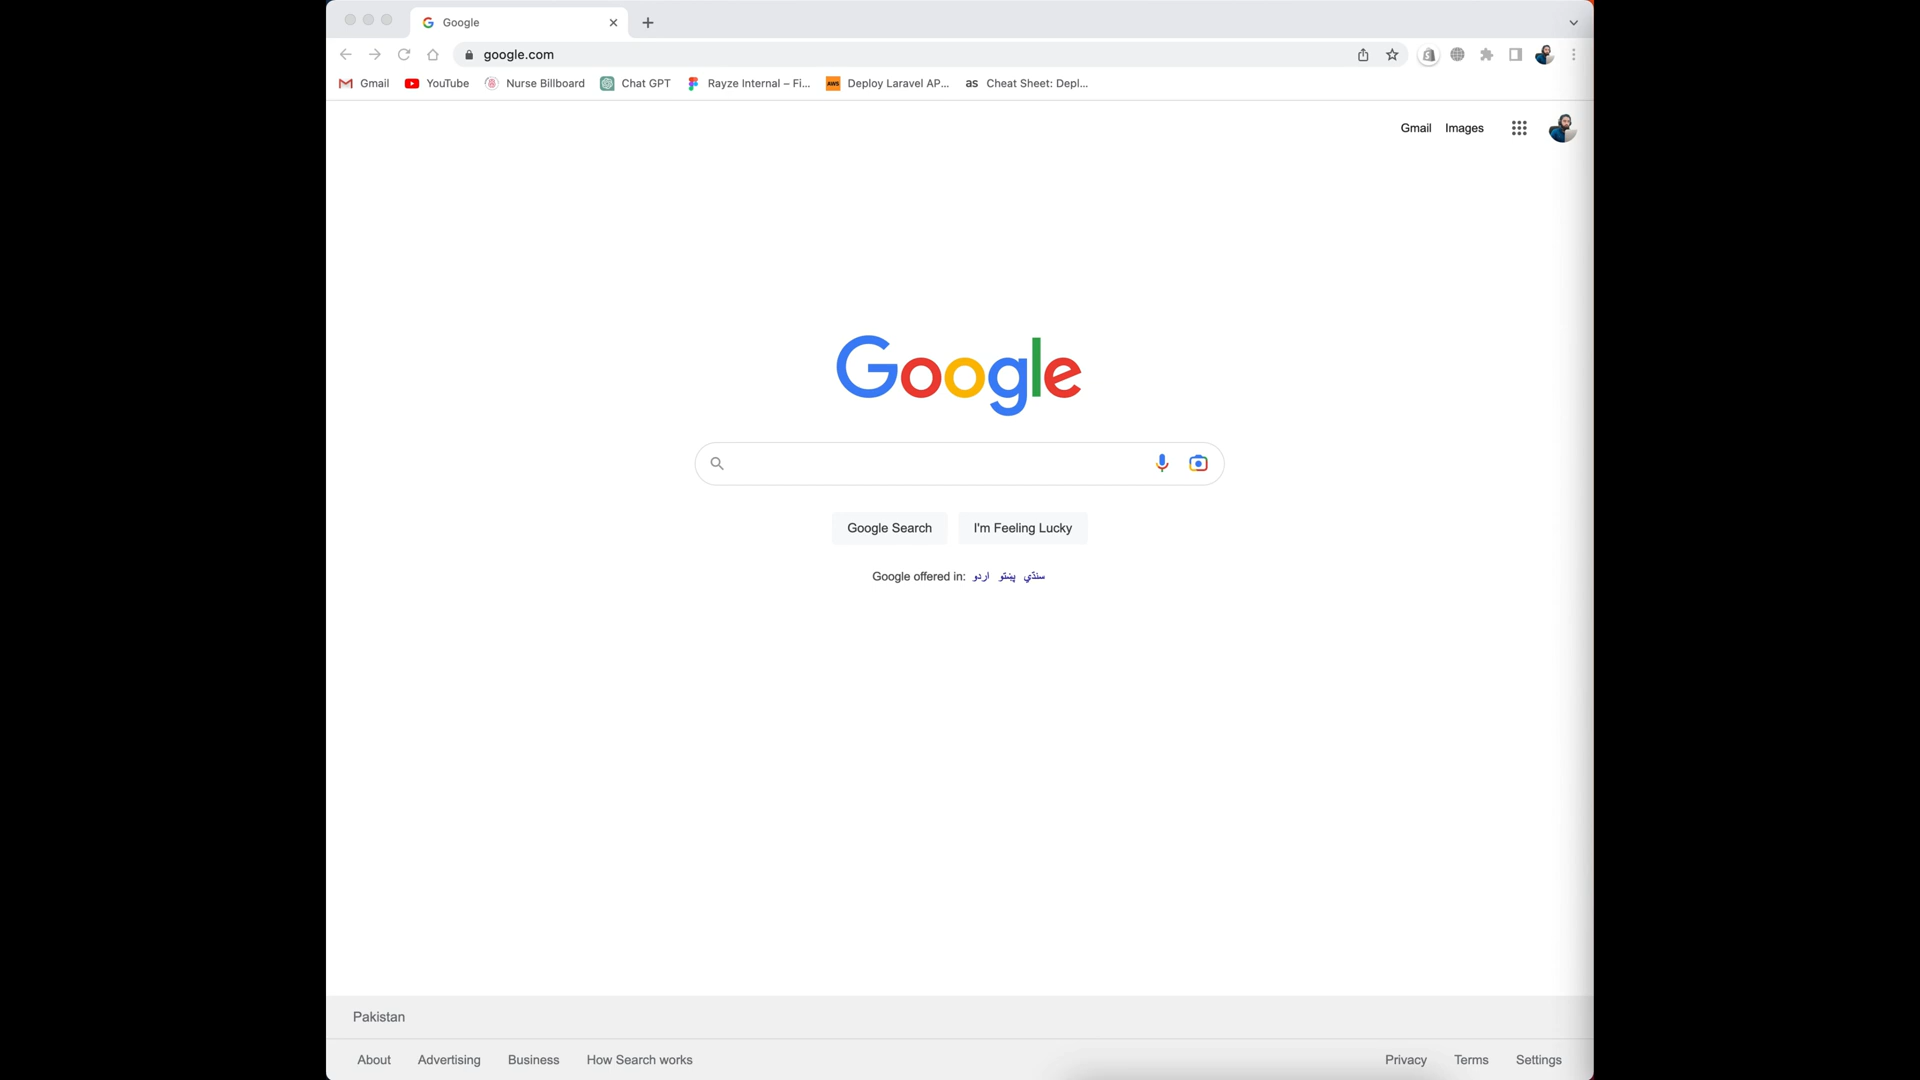 Google
google.com
Gmail YouTube Nurse Billboard Chat GPT Rayze Internal – Fi... aws Deploy Laravel AP... as Cheat Sheet: Depl...
Gmail Images
Google
Google Search I'm Feeling Lucky
Google offered in: اردو پښتو سنڌي
Pakistan
About Advertising Business How Search works Privacy Terms Settings